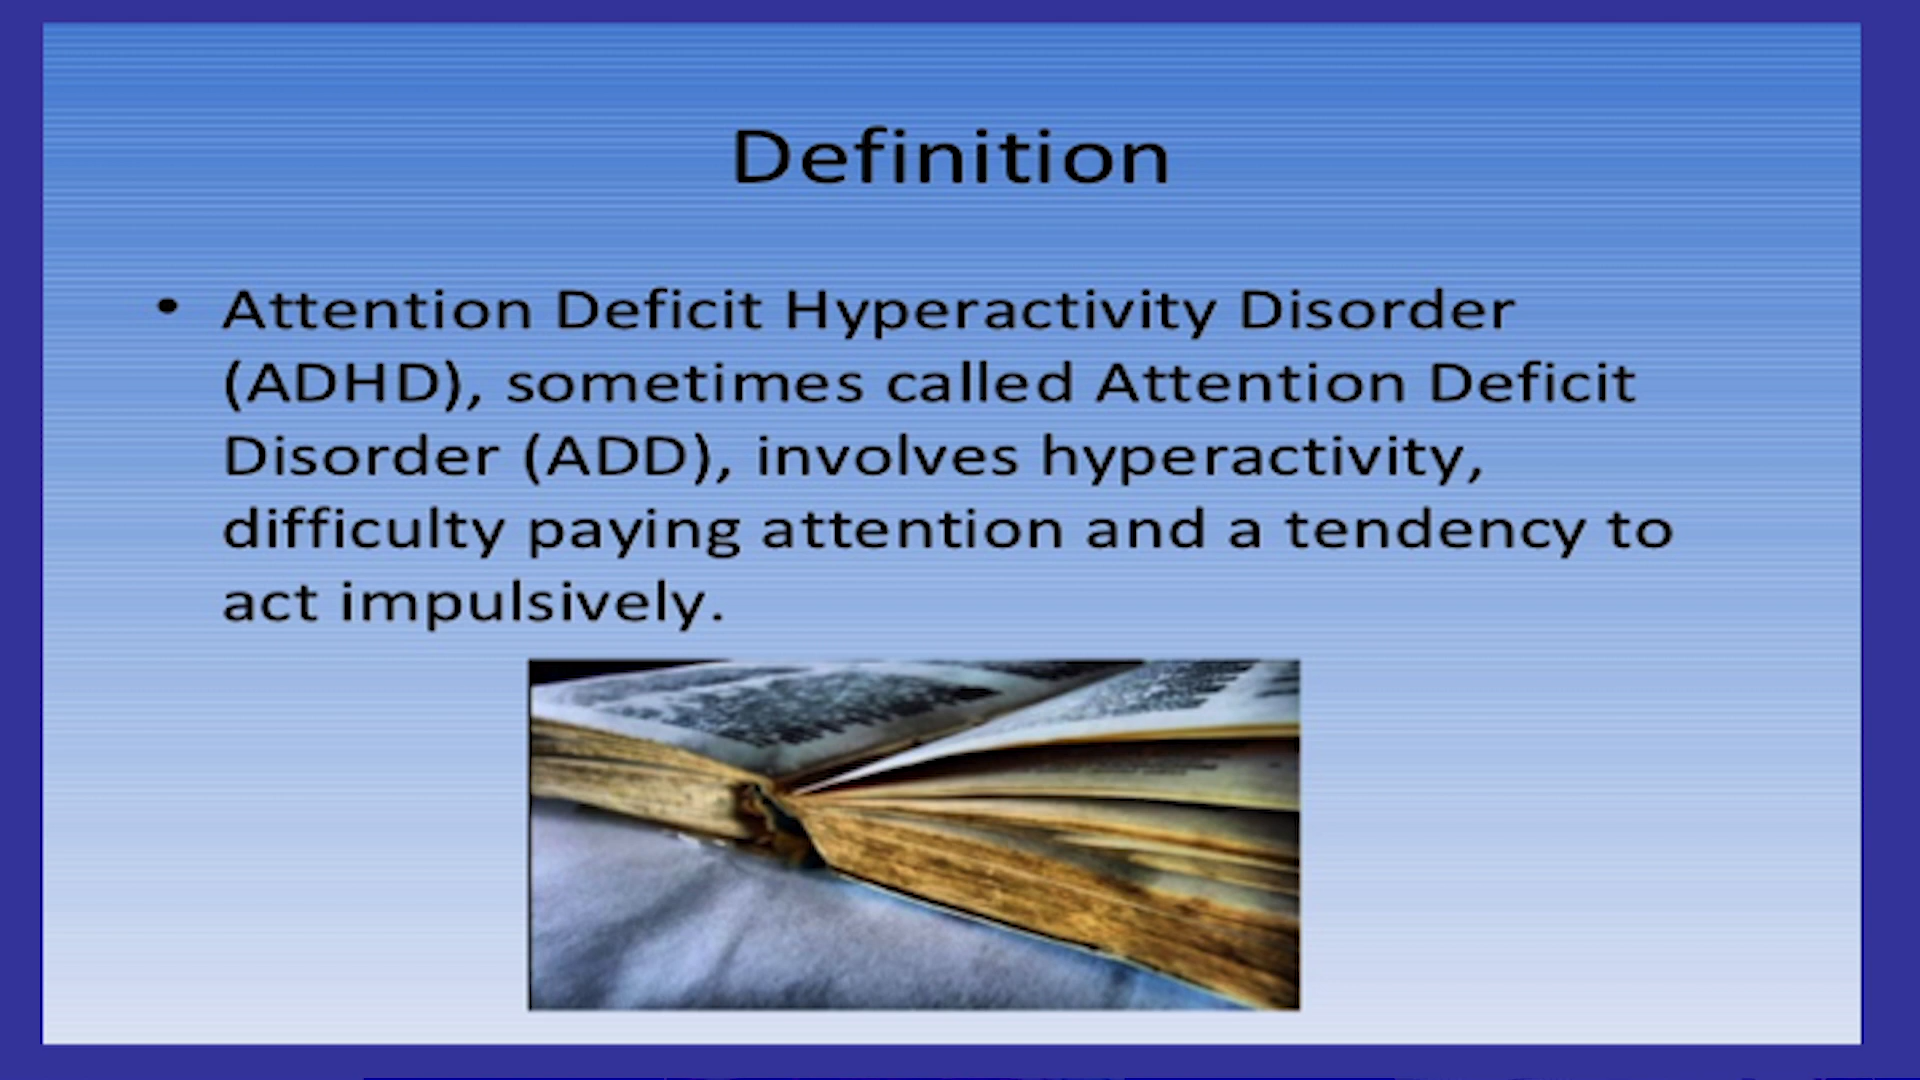 Definition
• Attention Deficit Hyperactivity Disorder
(ADHD), sometimes called Attention Deficit
Disorder (ADD), involves hyperactivity,
difficulty paying attention and a tendency to
act impulsively.